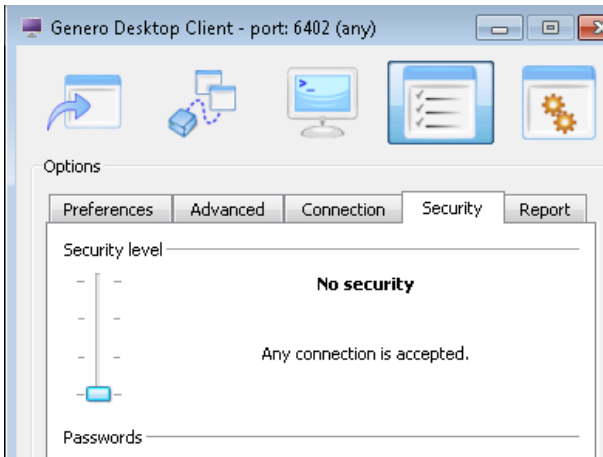 Genero Desktop Client - port: 6402 (any)
>_
Options
Preferences Advanced Connection Security Report
Security level
No security
Any connection is accepted.
Passwords